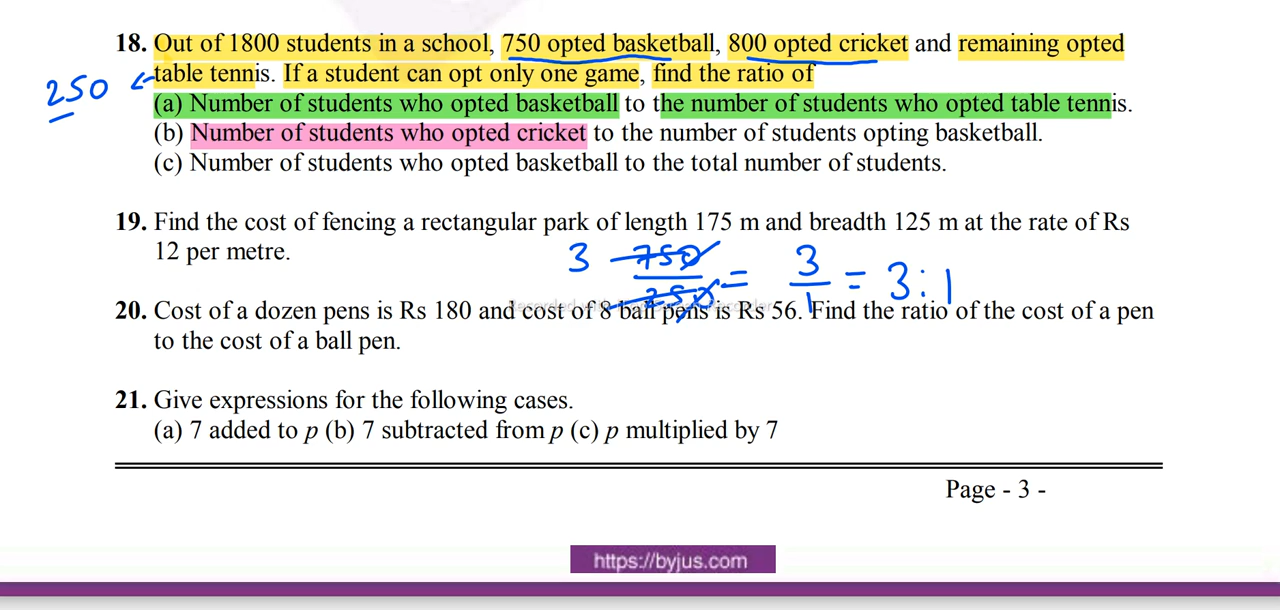 18. Out of 1800 students in a school, 750 opted basketball, 800 opted cricket and remaining opted
table tennis. If a student can opt only one game, find the ratio of
250
(a) Number of students who opted basketball to the number of students who opted table tennis.
(b) Number of students who opted cricket to the number of students opting basketball.
(c) Number of students who opted basketball to the total number of students.
19. Find the cost of fencing a rectangular park of length 175 m and breadth 125 m at the rate of Rs
12 per metre.
3 750/250 = 3/1 = 3:1
20. Cost of a dozen pens is Rs 180 and cost of 8 ball pens is Rs 56. Find the ratio of the cost of a pen
to the cost of a ball pen.
21. Give expressions for the following cases.
(a) 7 added to p (b) 7 subtracted from p (c) p multiplied by 7
Page - 3 -
https://byjus.com